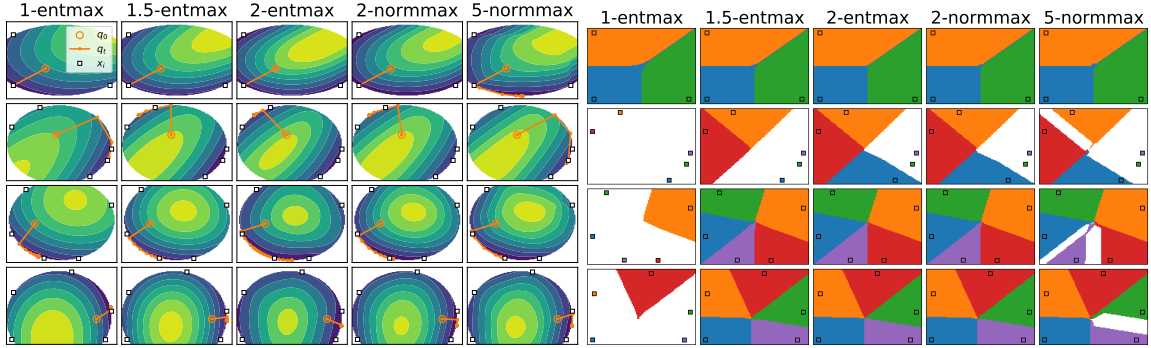 1-entmax 1.5-entmax 2-entmax 2-normmax 5-normmax 1-entmax 1.5-entmax 2-entmax 2-normmax 5-normmax
q₀
qₜ
xᵢ